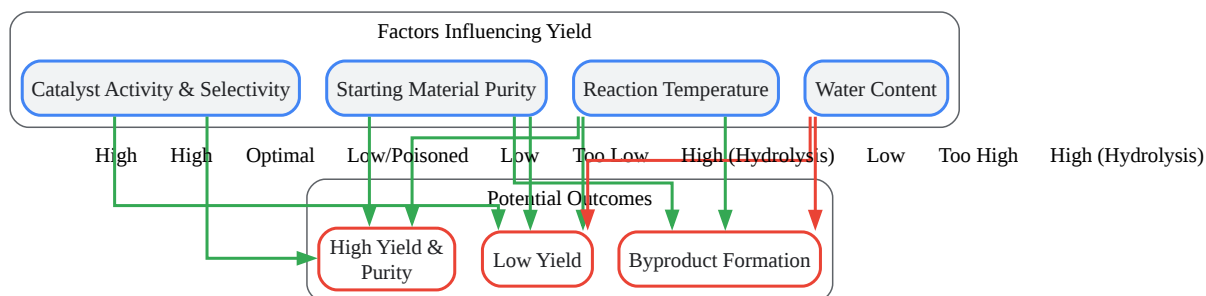 Factors Influencing Yield
Catalyst Activity & Selectivity
Starting Material Purity
Reaction Temperature
Water Content
High
High
Optimal
Low/Poisoned
Low
Too Low
High (Hydrolysis)
Low
Too High
High (Hydrolysis)
Potential Outcomes
High Yield &
Purity
Low Yield
Byproduct Formation